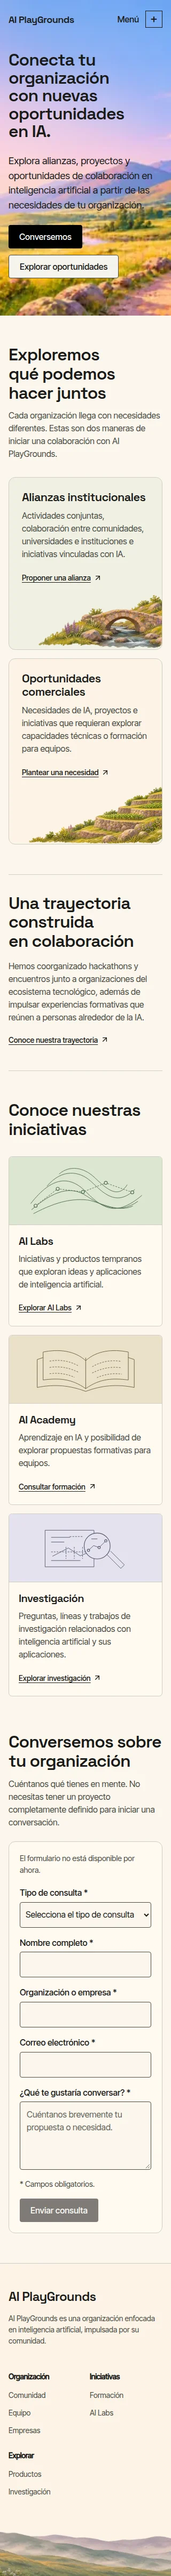 AI PlayGrounds
Menú +
Conecta tu
organización
con nuevas
oportunidades
en IA.
Explora alianzas, proyectos y
oportunidades de colaboración en
inteligencia artificial a partir de las
necesidades de tu organización.
Conversemos
Explorar oportunidades
Exploremos
qué podemos
hacer juntos
Cada organización llega con necesidades
diferentes. Estas son dos maneras de
iniciar una colaboración con AI
PlayGrounds.
Alianzas institucionales
Actividades conjuntas,
colaboración entre comunidades,
universidades e instituciones e
iniciativas vinculadas con IA.
Proponer una alianza ↗
Oportunidades
comerciales
Necesidades de IA, proyectos e
iniciativas que requieran explorar
capacidades técnicas o formación
para equipos.
Plantear una necesidad ↗
Una trayectoria
construida
en colaboración
Hemos coorganizado hackathons y
encuentros junto a organizaciones del
ecosistema tecnológico, además de
impulsar experiencias formativas que
reúnen a personas alrededor de la IA.
Conoce nuestra trayectoria ↗
Conoce nuestras
iniciativas
AI Labs
Iniciativas y productos tempranos
que exploran ideas y aplicaciones
de inteligencia artificial.
Explorar AI Labs ↗
AI Academy
Aprendizaje en IA y posibilidad de
explorar propuestas formativas para
equipos.
Consultar formación ↗
Investigación
Preguntas, líneas y trabajos de
investigación relacionados con
inteligencia artificial y sus
aplicaciones.
Explorar investigación ↗
Conversemos sobre
tu organización
Cuéntanos qué tienes en mente. No
necesitas tener un proyecto
completamente definido para iniciar una
conversación.
El formulario no está disponible por
ahora.
Tipo de consulta *
Selecciona el tipo de consulta
Nombre completo *
Organización o empresa *
Correo electrónico *
¿Qué te gustaría conversar? *
Cuéntanos brevemente tu
propuesta o necesidad.
* Campos obligatorios.
Enviar consulta
AI PlayGrounds
AI PlayGrounds es una organización enfocada
en inteligencia artificial, impulsada por su
comunidad.
Organización
Comunidad
Equipo
Empresas
Iniciativas
Formación
AI Labs
Explorar
Productos
Investigación